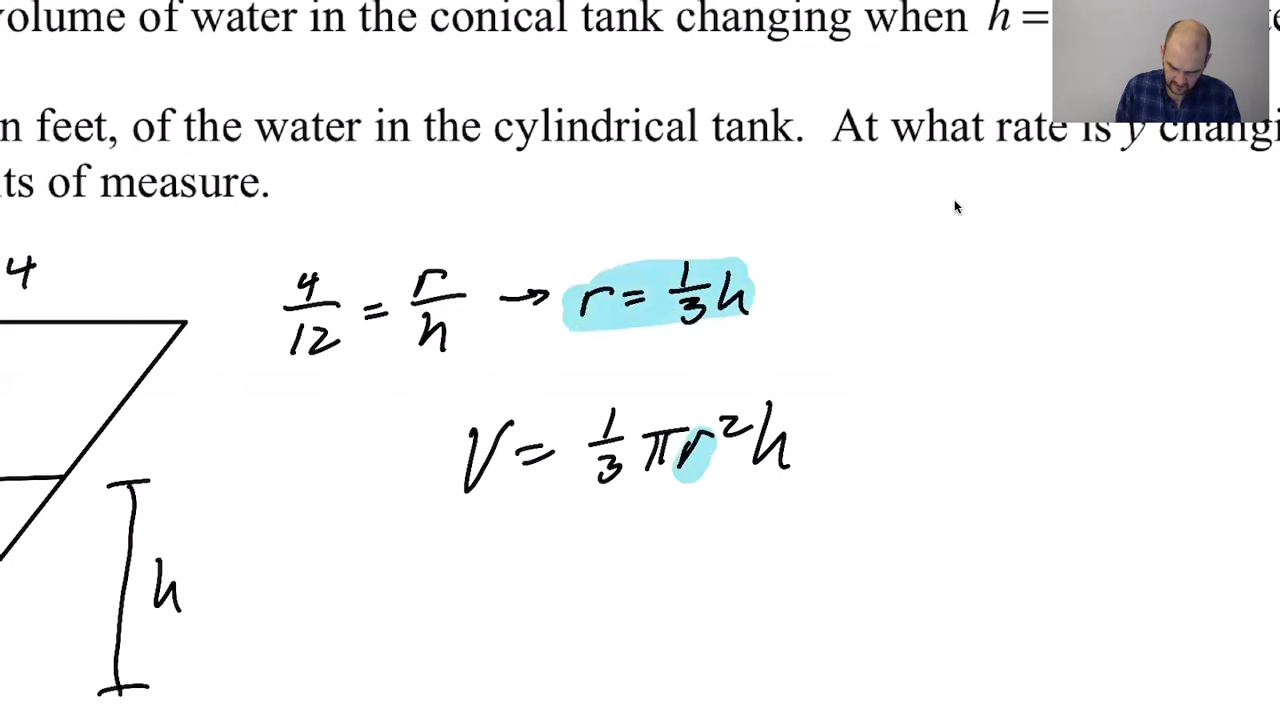 volume of water in the conical tank changing when h =
n feet, of the water in the cylindrical tank. At what rate is y changi
ts of measure.
4
4/12 = r/h → r = 1/3 h
V = 1/3 πr²h
h